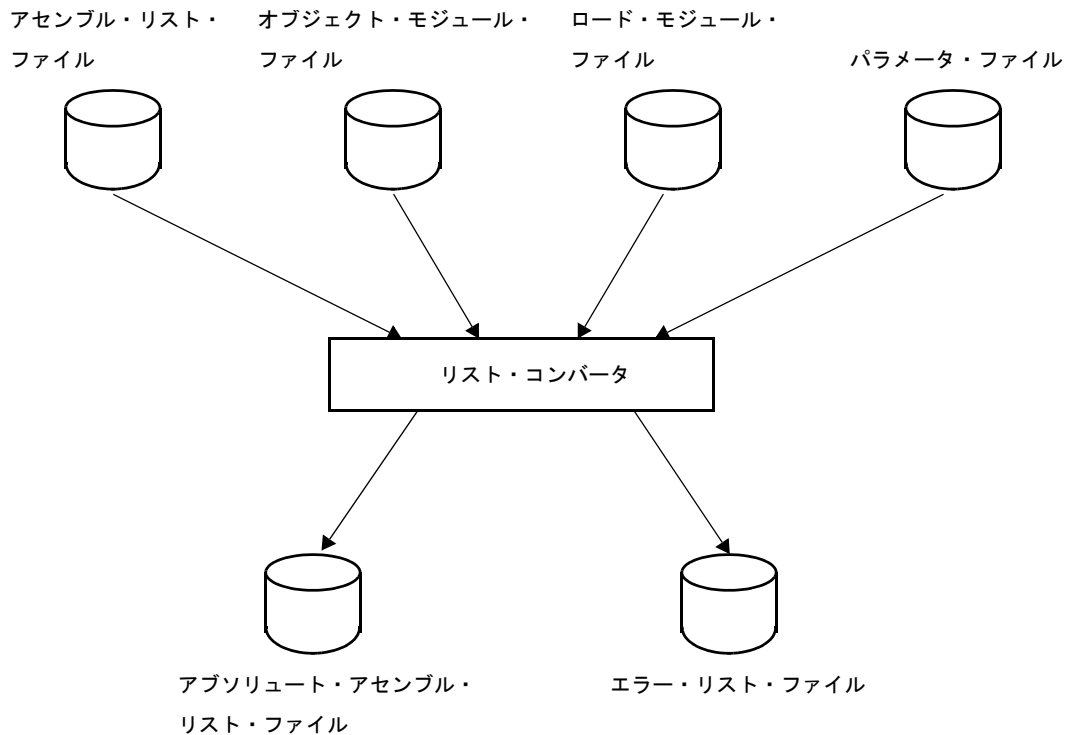 アセンブル・リスト・
ファイル
オブジェクト・モジュール・
ファイル
ロード・モジュール・
ファイル
パラメータ・ファイル
リスト・コンバータ
アブソリュート・アセンブル・
リスト・ファイル
エラー・リスト・ファイル